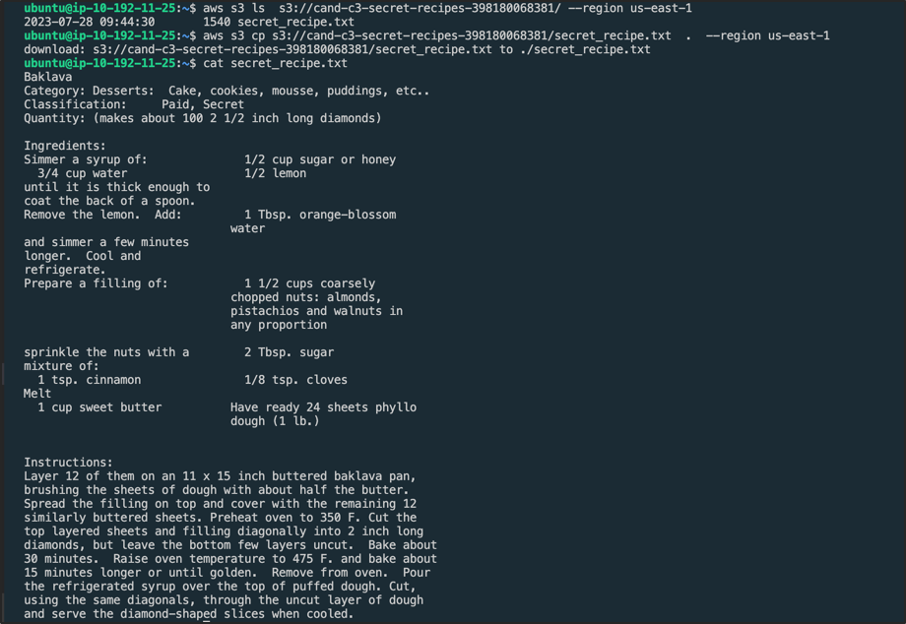 ubuntu@ip-10-192-11-25:~$ aws s3 ls  s3://cand-c3-secret-recipes-398180068381/ --region us-east-1
2023-07-28 09:44:30       1540 secret_recipe.txt
ubuntu@ip-10-192-11-25:~$ aws s3 cp s3://cand-c3-secret-recipes-398180068381/secret_recipe.txt  .  --region us-east-1
download: s3://cand-c3-secret-recipes-398180068381/secret_recipe.txt to ./secret_recipe.txt
ubuntu@ip-10-192-11-25:~$ cat secret_recipe.txt
Baklava
Category: Desserts:  Cake, cookies, mousse, puddings, etc..
Classification:     Paid, Secret
Quantity: (makes about 100 2 1/2 inch long diamonds)

Ingredients:
Simmer a syrup of:              1/2 cup sugar or honey
  3/4 cup water                 1/2 lemon
until it is thick enough to
coat the back of a spoon.
Remove the lemon.  Add:         1 Tbsp. orange-blossom
                              water
and simmer a few minutes
longer.  Cool and
refrigerate.
Prepare a filling of:           1 1/2 cups coarsely
                              chopped nuts: almonds,
                              pistachios and walnuts in
                              any proportion

sprinkle the nuts with a        2 Tbsp. sugar
mixture of:
  1 tsp. cinnamon               1/8 tsp. cloves
Melt
  1 cup sweet butter          Have ready 24 sheets phyllo
                              dough (1 lb.)

Instructions:
Layer 12 of them on an 11 x 15 inch buttered baklava pan,
brushing the sheets of dough with about half the butter.
Spread the filling on top and cover with the remaining 12
similarly buttered sheets. Preheat oven to 350 F. Cut the
top layered sheets and filling diagonally into 2 inch long
diamonds, but leave the bottom few layers uncut.  Bake about
30 minutes.  Raise oven temperature to 475 F. and bake about
15 minutes longer or until golden.  Remove from oven.  Pour
the refrigerated syrup over the top of puffed dough. Cut,
using the same diagonals, through the uncut layer of dough
and serve the diamond-shaped slices when cooled.